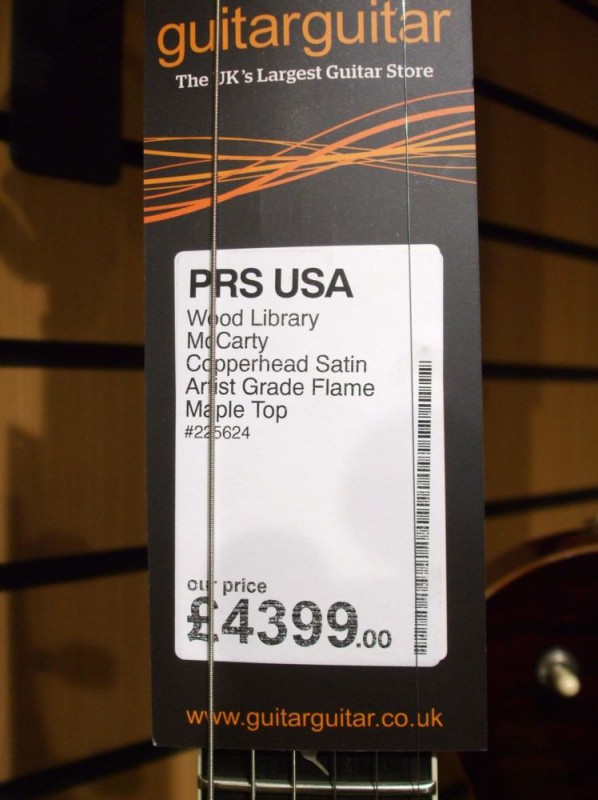 guitarguitar
The UK's Largest Guitar Store
PRS USA
Wood Library
McCarty
Copperhead Satin
Artist Grade Flame
Maple Top
#225624
our price
£4399.00
www.guitarguitar.co.uk